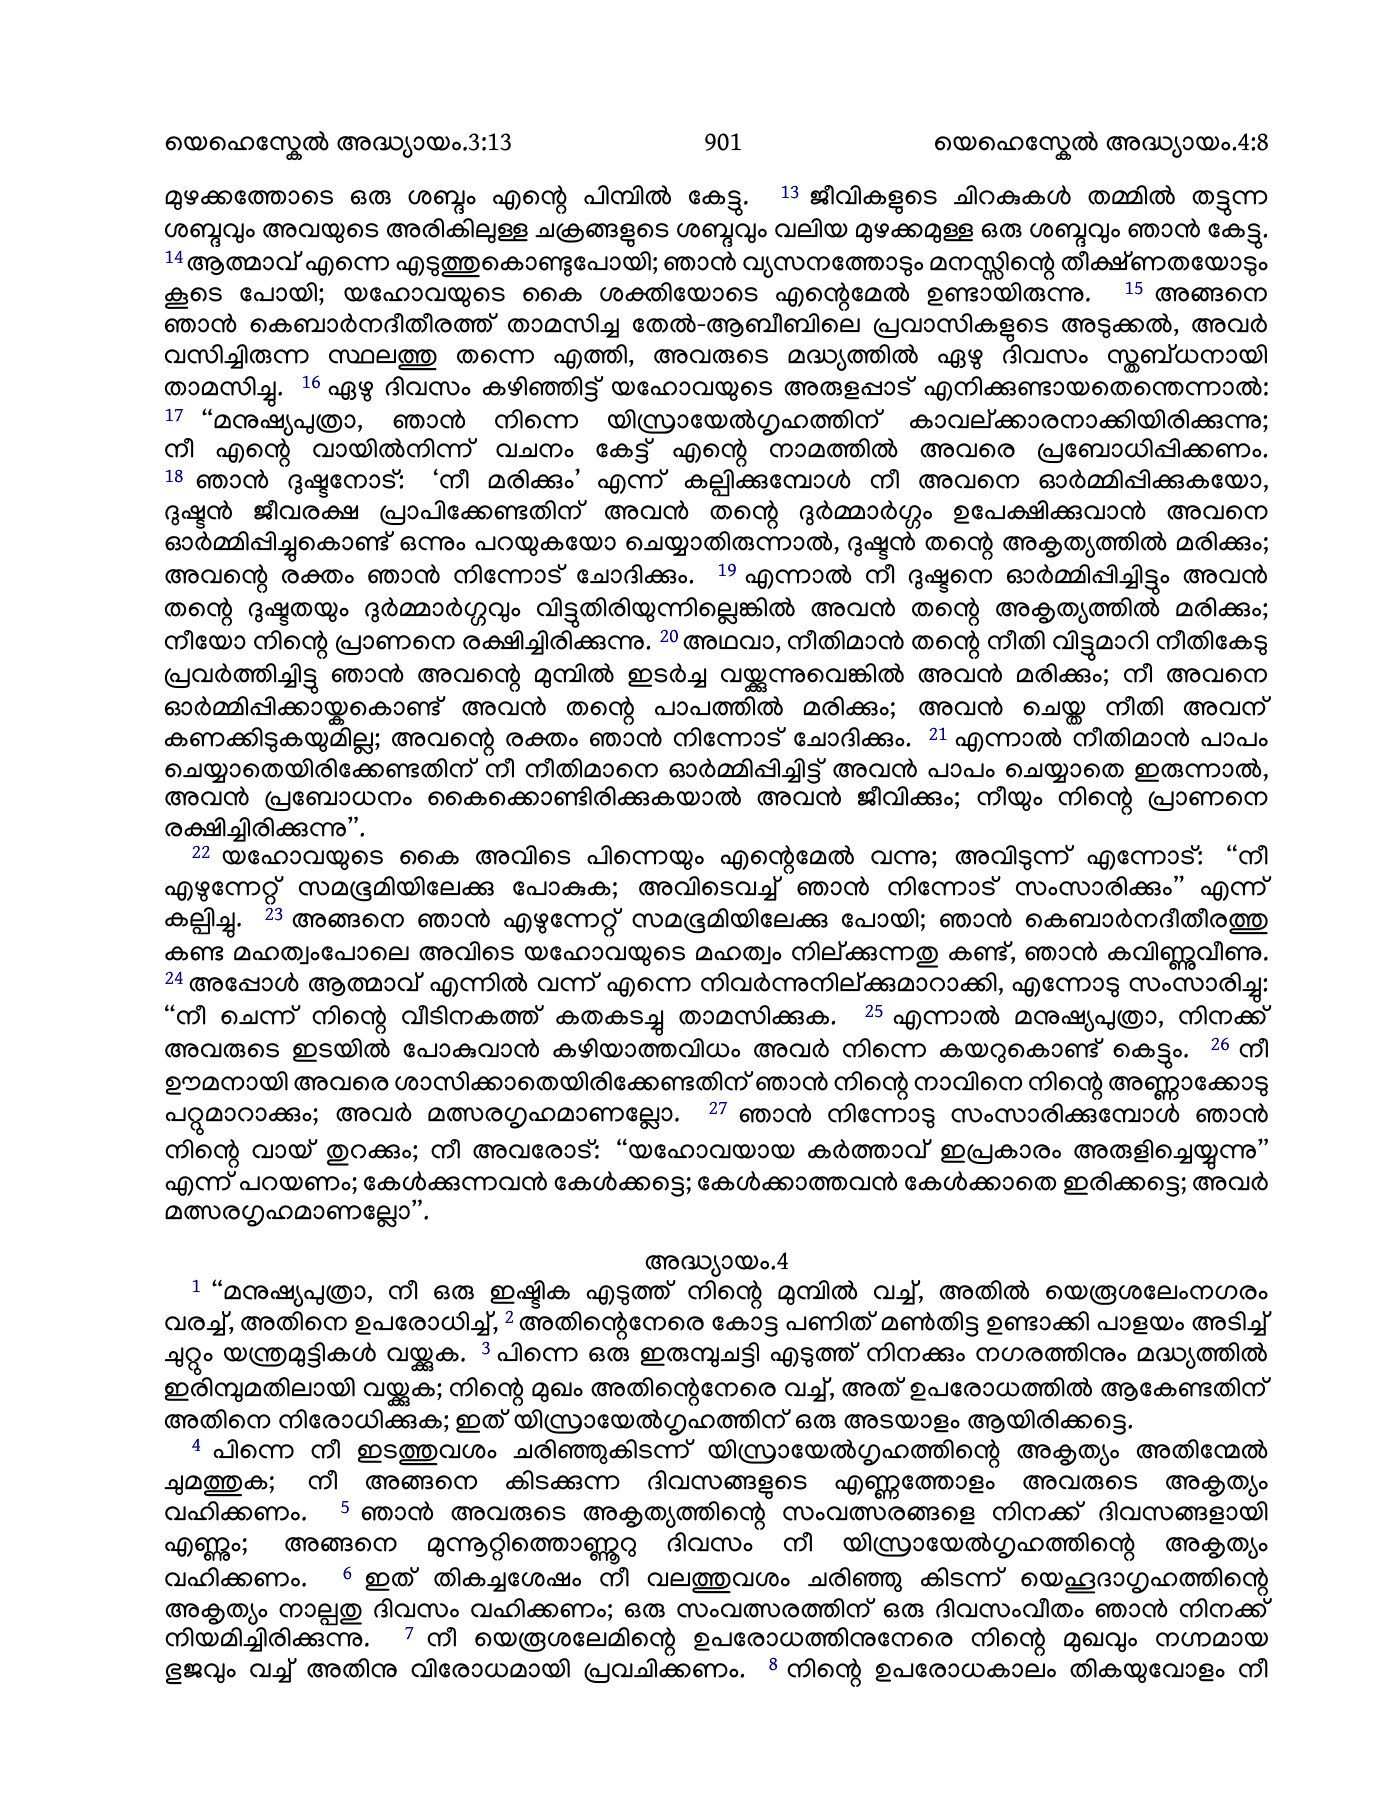 യെഹെസ്കേൽ അദ്ധ്യായം.3:13 901 യെഹെസ്കേൽ അദ്ധ്യായം.4:8
മുഴക്കത്തോടെ ഒരു ശബ്ദം എന്റെ പിമ്പിൽ കേട്ടു. 13 ജീവികളുടെ ചിറകുകൾ തമ്മിൽ തട്ടുന്ന
ശബ്ദവും അവയുടെ അരികിലുള്ള ചക്രങ്ങളുടെ ശബ്ദവും വലിയ മുഴക്കമുള്ള ഒരു ശബ്ദവും ഞാൻ കേട്ടു.
14 ആത്മാവ് എന്നെ എടുത്തുകൊണ്ടുപോയി; ഞാൻ വ്യസനത്തോടും മനസ്സിന്റെ തീക്ഷ്ണതയോടും
കൂടെ പോയി; യഹോവയുടെ കൈ ശക്തിയോടെ എന്റെമേൽ ഉണ്ടായിരുന്നു. 15 അങ്ങനെ
ഞാൻ കെബാർനദീതീരത്ത് താമസിച്ച തേൽ-ആബീബിലെ പ്രവാസികളുടെ അടുക്കൽ, അവർ
വസിച്ചിരുന്ന സ്ഥലത്തു തന്നെ എത്തി, അവരുടെ മദ്ധ്യത്തിൽ ഏഴു ദിവസം സ്തബ്ധനായി
താമസിച്ചു. 16 ഏഴു ദിവസം കഴിഞ്ഞിട്ട് യഹോവയുടെ അരുളപ്പാട് എനിക്കുണ്ടായതെന്തെന്നാൽ:
17 “മനുഷ്യപുത്രാ, ഞാൻ നിന്നെ യിസ്രായേൽഗൃഹത്തിന് കാവല്ക്കാരനാക്കിയിരിക്കുന്നു;
നീ എന്റെ വായിൽനിന്ന് വചനം കേട്ട് എന്റെ നാമത്തിൽ അവരെ പ്രബോധിപ്പിക്കണം.
18 ഞാൻ ദുഷ്ടനോട്: ‘നീ മരിക്കും’ എന്ന് കല്പിക്കുമ്പോൾ നീ അവനെ ഓർമ്മിപ്പിക്കുകയോ,
ദുഷ്ടൻ ജീവരക്ഷ പ്രാപിക്കേണ്ടതിന് അവൻ തന്റെ ദുർമ്മാർഗ്ഗം ഉപേക്ഷിക്കുവാൻ അവനെ
ഓർമ്മിപ്പിച്ചുകൊണ്ട് ഒന്നും പറയുകയോ ചെയ്യാതിരുന്നാൽ, ദുഷ്ടൻ തന്റെ അകൃത്യത്തിൽ മരിക്കും;
അവന്റെ രക്തം ഞാൻ നിന്നോട് ചോദിക്കും. 19 എന്നാൽ നീ ദുഷ്ടനെ ഓർമ്മിപ്പിച്ചിട്ടും അവൻ
തന്റെ ദുഷ്ടതയും ദുർമ്മാർഗ്ഗവും വിട്ടുതിരിയുന്നില്ലെങ്കിൽ അവൻ തന്റെ അകൃത്യത്തിൽ മരിക്കും;
നീയോ നിന്റെ പ്രാണനെ രക്ഷിച്ചിരിക്കുന്നു. 20 അഥവാ, നീതിമാൻ തന്റെ നീതി വിട്ടുമാറി നീതികേടു
പ്രവർത്തിച്ചിട്ടു ഞാൻ അവന്റെ മുമ്പിൽ ഇടർച്ച വയ്ക്കുന്നുവെങ്കിൽ അവൻ മരിക്കും; നീ അവനെ
ഓർമ്മിപ്പിക്കായ്കകൊണ്ട് അവൻ തന്റെ പാപത്തിൽ മരിക്കും; അവൻ ചെയ്ത നീതി അവന്
കണക്കിടുകയുമില്ല; അവന്റെ രക്തം ഞാൻ നിന്നോട് ചോദിക്കും. 21 എന്നാൽ നീതിമാൻ പാപം
ചെയ്യാതെയിരിക്കേണ്ടതിന് നീ നീതിമാനെ ഓർമ്മിപ്പിച്ചിട്ട് അവൻ പാപം ചെയ്യാതെ ഇരുന്നാൽ,
അവൻ പ്രബോധനം കൈക്കൊണ്ടിരിക്കുകയാൽ അവൻ ജീവിക്കും; നീയും നിന്റെ പ്രാണനെ
രക്ഷിച്ചിരിക്കുന്നു”.
22 യഹോവയുടെ കൈ അവിടെ പിന്നെയും എന്റെമേൽ വന്നു; അവിടുന്ന് എന്നോട്: “നീ
എഴുന്നേറ്റ് സമഭൂമിയിലേക്കു പോകുക; അവിടെവച്ച് ഞാൻ നിന്നോട് സംസാരിക്കും” എന്ന്
കല്പിച്ചു. 23 അങ്ങനെ ഞാൻ എഴുന്നേറ്റ് സമഭൂമിയിലേക്കു പോയി; ഞാൻ കെബാർനദീതീരത്തു
കണ്ട മഹത്വംപോലെ അവിടെ യഹോവയുടെ മഹത്വം നില്ക്കുന്നതു കണ്ട്, ഞാൻ കവിണ്ണുവീണു.
24 അപ്പോൾ ആത്മാവ് എന്നിൽ വന്ന് എന്നെ നിവർന്നുനില്ക്കുമാറാക്കി, എന്നോടു സംസാരിച്ചു:
“നീ ചെന്ന് നിന്റെ വീടിനകത്ത് കതകടച്ചു താമസിക്കുക. 25 എന്നാൽ മനുഷ്യപുത്രാ, നിനക്ക്
അവരുടെ ഇടയിൽ പോകുവാൻ കഴിയാത്തവിധം അവർ നിന്നെ കയറുകൊണ്ട് കെട്ടും. 26 നീ
ഊമനായി അവരെ ശാസിക്കാതെയിരിക്കേണ്ടതിന് ഞാൻ നിന്റെ നാവിനെ നിന്റെ അണ്ണാക്കോടു
പറ്റുമാറാക്കും; അവർ മത്സരഗൃഹമാണല്ലോ. 27 ഞാൻ നിന്നോടു സംസാരിക്കുമ്പോൾ ഞാൻ
നിന്റെ വായ് തുറക്കും; നീ അവരോട്: “യഹോവയായ കർത്താവ് ഇപ്രകാരം അരുളിച്ചെയ്യുന്നു”
എന്ന് പറയണം; കേൾക്കുന്നവൻ കേൾക്കട്ടെ; കേൾക്കാത്തവൻ കേൾക്കാതെ ഇരിക്കട്ടെ; അവർ
മത്സരഗൃഹമാണല്ലോ”.
അദ്ധ്യായം.4
1 “മനുഷ്യപുത്രാ, നീ ഒരു ഇഷ്ടിക എടുത്ത് നിന്റെ മുമ്പിൽ വച്ച്, അതിൽ യെരൂശലേംനഗരം
വരച്ച്, അതിനെ ഉപരോധിച്ച്, 2 അതിന്റെനേരെ കോട്ട പണിത് മൺതിട്ട ഉണ്ടാക്കി പാളയം അടിച്ച്
ചുറ്റും യന്ത്രമുട്ടികൾ വയ്ക്കുക. 3 പിന്നെ ഒരു ഇരുമ്പുചട്ടി എടുത്ത് നിനക്കും നഗരത്തിനും മദ്ധ്യത്തിൽ
ഇരിമ്പുമതിലായി വയ്ക്കുക; നിന്റെ മുഖം അതിന്റെനേരെ വച്ച്, അത് ഉപരോധത്തിൽ ആകേണ്ടതിന്
അതിനെ നിരോധിക്കുക; ഇത് യിസ്രായേൽഗൃഹത്തിന് ഒരു അടയാളം ആയിരിക്കട്ടെ.
4 പിന്നെ നീ ഇടത്തുവശം ചരിഞ്ഞുകിടന്ന് യിസ്രായേൽഗൃഹത്തിന്റെ അകൃത്യം അതിന്മേൽ
ചുമത്തുക; നീ അങ്ങനെ കിടക്കുന്ന ദിവസങ്ങളുടെ എണ്ണത്തോളം അവരുടെ അകൃത്യം
വഹിക്കണം. 5 ഞാൻ അവരുടെ അകൃത്യത്തിന്റെ സംവത്സരങ്ങളെ നിനക്ക് ദിവസങ്ങളായി
എണ്ണും; അങ്ങനെ മുന്നൂറ്റിത്തൊണ്ണൂറു ദിവസം നീ യിസ്രായേൽഗൃഹത്തിന്റെ അകൃത്യം
വഹിക്കണം. 6 ഇത് തികച്ചശേഷം നീ വലത്തുവശം ചരിഞ്ഞു കിടന്ന് യെഹൂദാഗൃഹത്തിന്റെ
അകൃത്യം നാല്പതു ദിവസം വഹിക്കണം; ഒരു സംവത്സരത്തിന് ഒരു ദിവസംവീതം ഞാൻ നിനക്ക്
നിയമിച്ചിരിക്കുന്നു. 7 നീ യെരൂശലേമിന്റെ ഉപരോധത്തിനുനേരെ നിന്റെ മുഖവും നഗ്നമായ
ഭുജവും വച്ച് അതിനു വിരോധമായി പ്രവചിക്കണം. 8 നിന്റെ ഉപരോധകാലം തികയുവോളം നീ